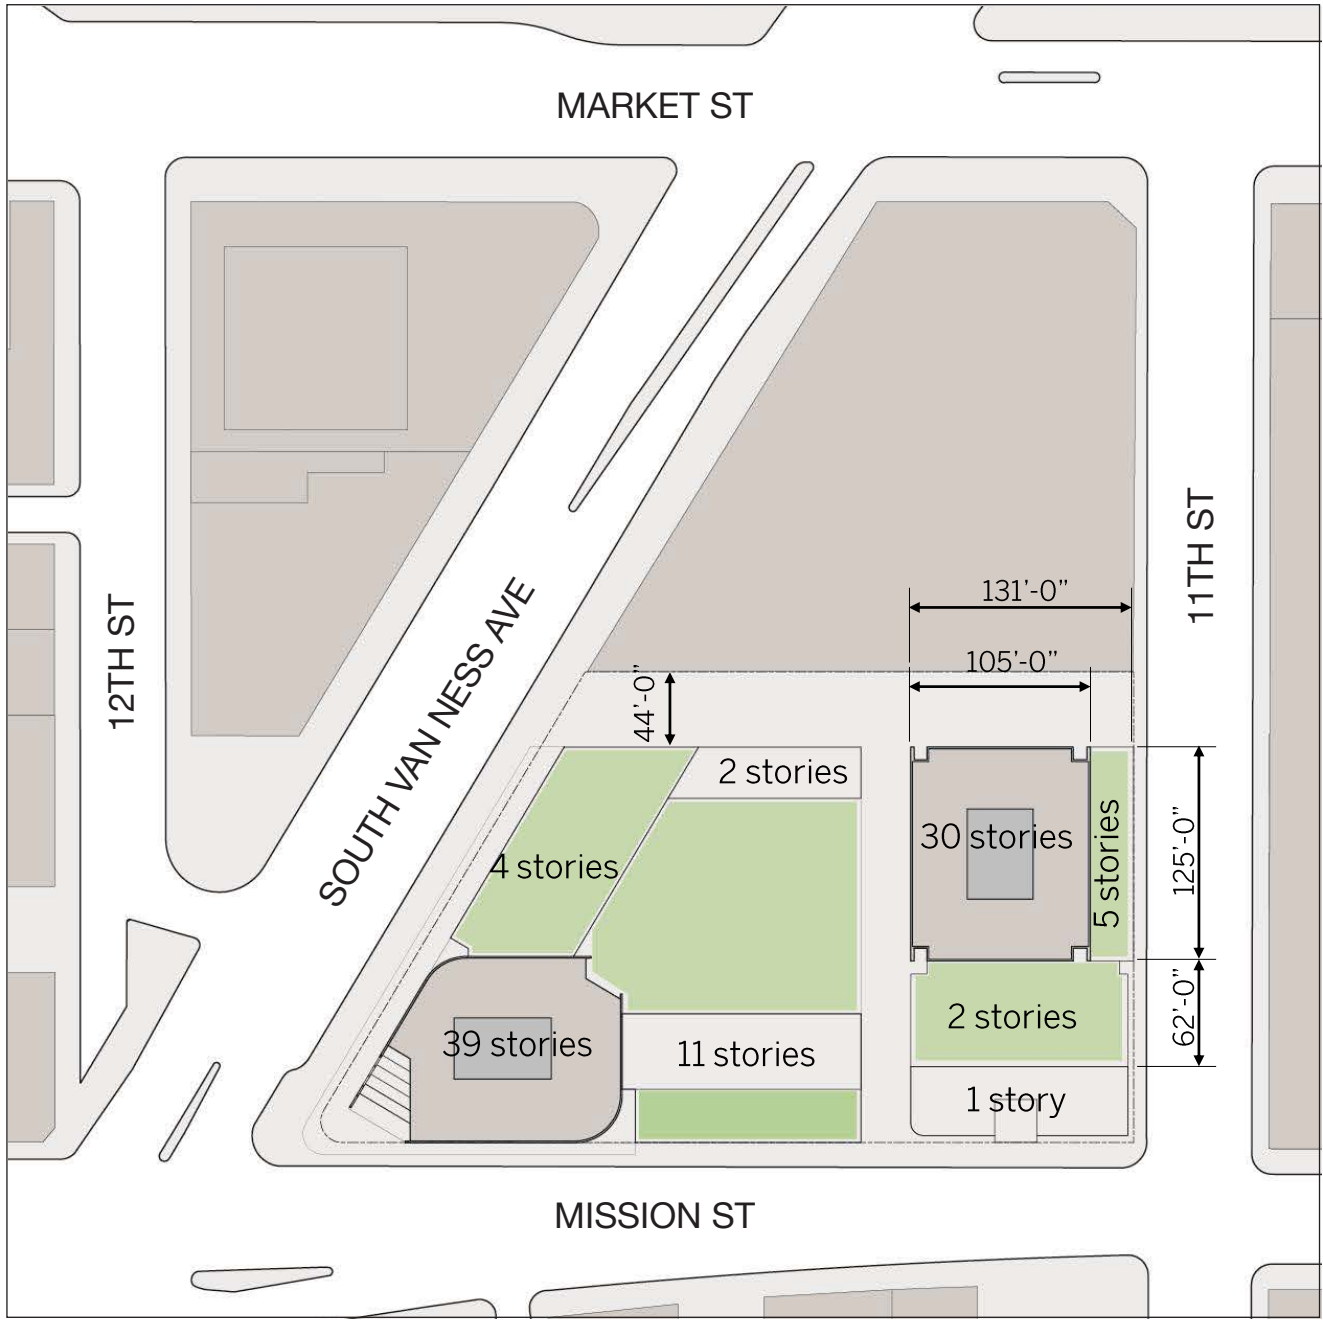 MARKET ST
11TH ST
131’-0”
12TH ST
SOUTH VAN NESS AVE
105’-0”
44’-0”
2 stories
30 stories
5 stories
125’-0”
4 stories
2 stories
62’-0”
39 stories
11 stories
1 story
MISSION ST